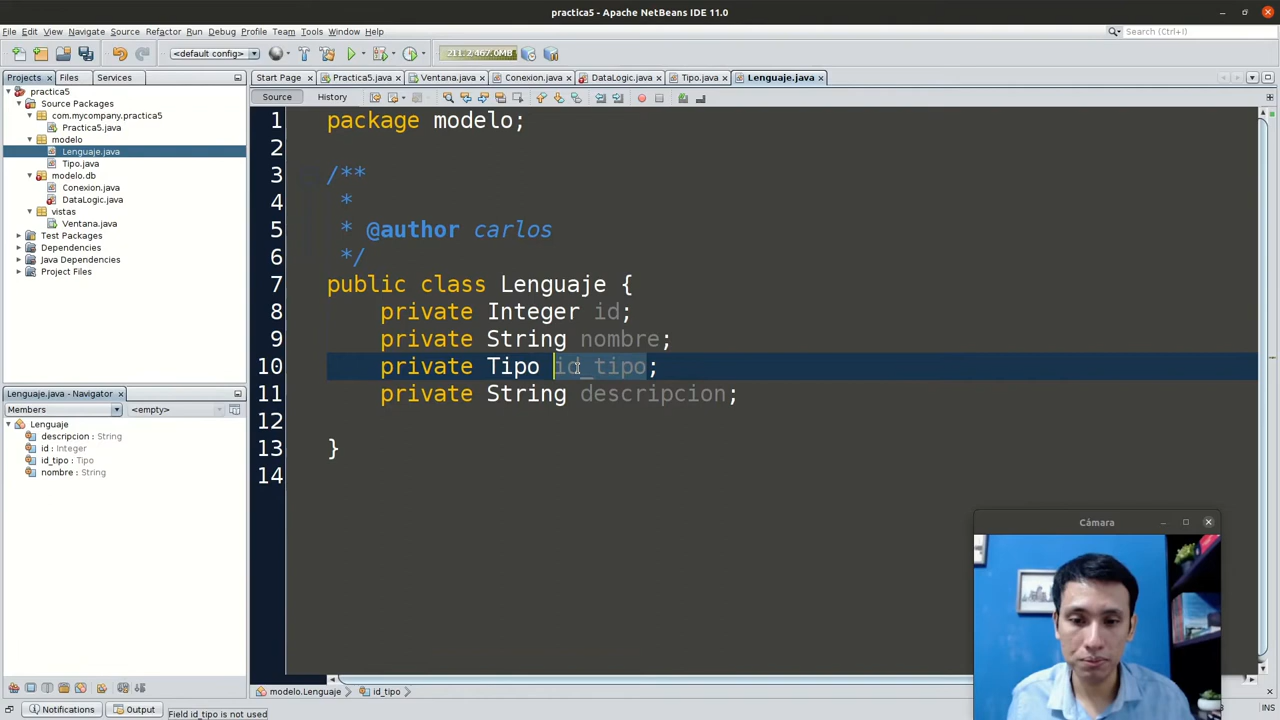 practica5 - Apache NetBeans IDE 11.0
File Edit View Navigate Source Refactor Run Debug Profile Team Tools Window Help
Search (Ctrl+I)
<default config>
211.2/467.0MB
Projects Files Services
Start Page Practica5.java Ventana.java Conexion.java DataLogic.java Tipo.java Lenguaje.java
Source History
practica5
Source Packages
com.mycompany.practica5
Practica5.java
modelo
Lenguaje.java
Tipo.java
modelo.db
Conexion.java
DataLogic.java
vistas
Ventana.java
Test Packages
Dependencies
Java Dependencies
Project Files
1 package modelo;
2
3 /**
4 *
5 * @author carlos
6 */
7 public class Lenguaje {
8 private Integer id;
9 private String nombre;
10 private Tipo id_tipo;
11 private String descripcion;
12
13 }
14
Lenguaje.java - Navigator
Members <empty>
Lenguaje
descripcion : String
id : Integer
id_tipo : Tipo
nombre : String
Càmara
modelo.Lenguaje id_tipo
Notifications Output Field id_tipo is not used
INS